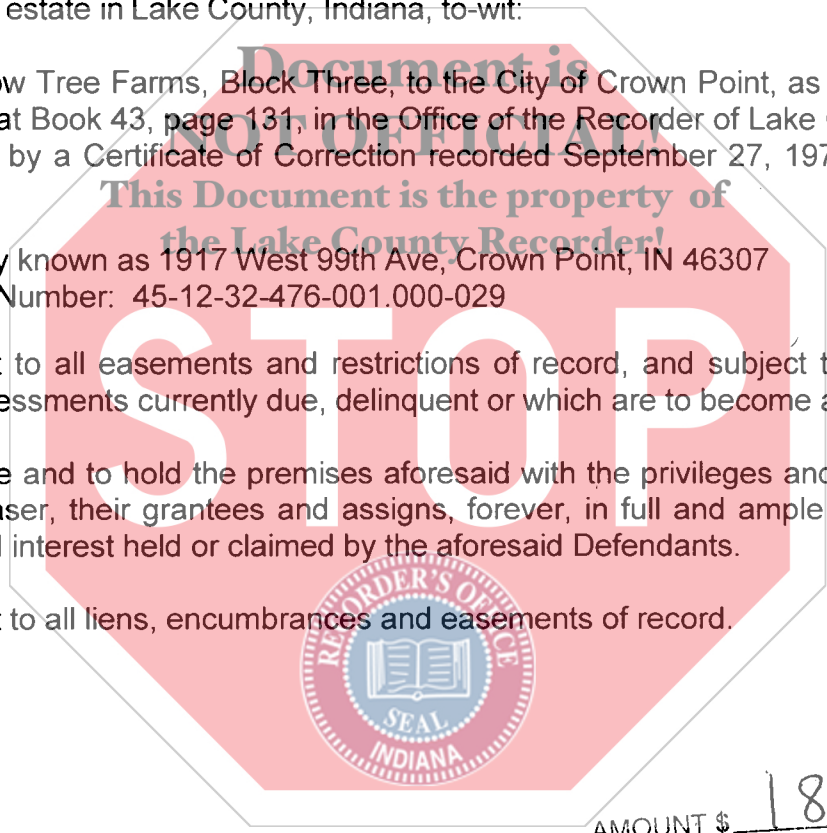 estate in Lake County, Indiana, to-wit:
Document is
w Tree Farms, Block Three, to the City of Crown Point, as
at Book 43, page 131, in the Office of the Recorder of Lake
NOT OFFICIAL!
by a Certificate of Correction recorded September 27, 197
This Document is the property of
the Lake County Recorder!
y known as 1917 West 99th Ave, Crown Point, IN 46307
Number: 45-12-32-476-001.000-029
STOP
t to all easements and restrictions of record, and subject t
essments currently due, delinquent or which are to become a
e and to hold the premises aforesaid with the privileges and
aser, their grantees and assigns, forever, in full and ample
d interest held or claimed by the aforesaid Defendants.
t to all liens, encumbrances and easements of record.
RECORDER'S OFFICE
SEAL
INDIANA
AMOUNT $ 18